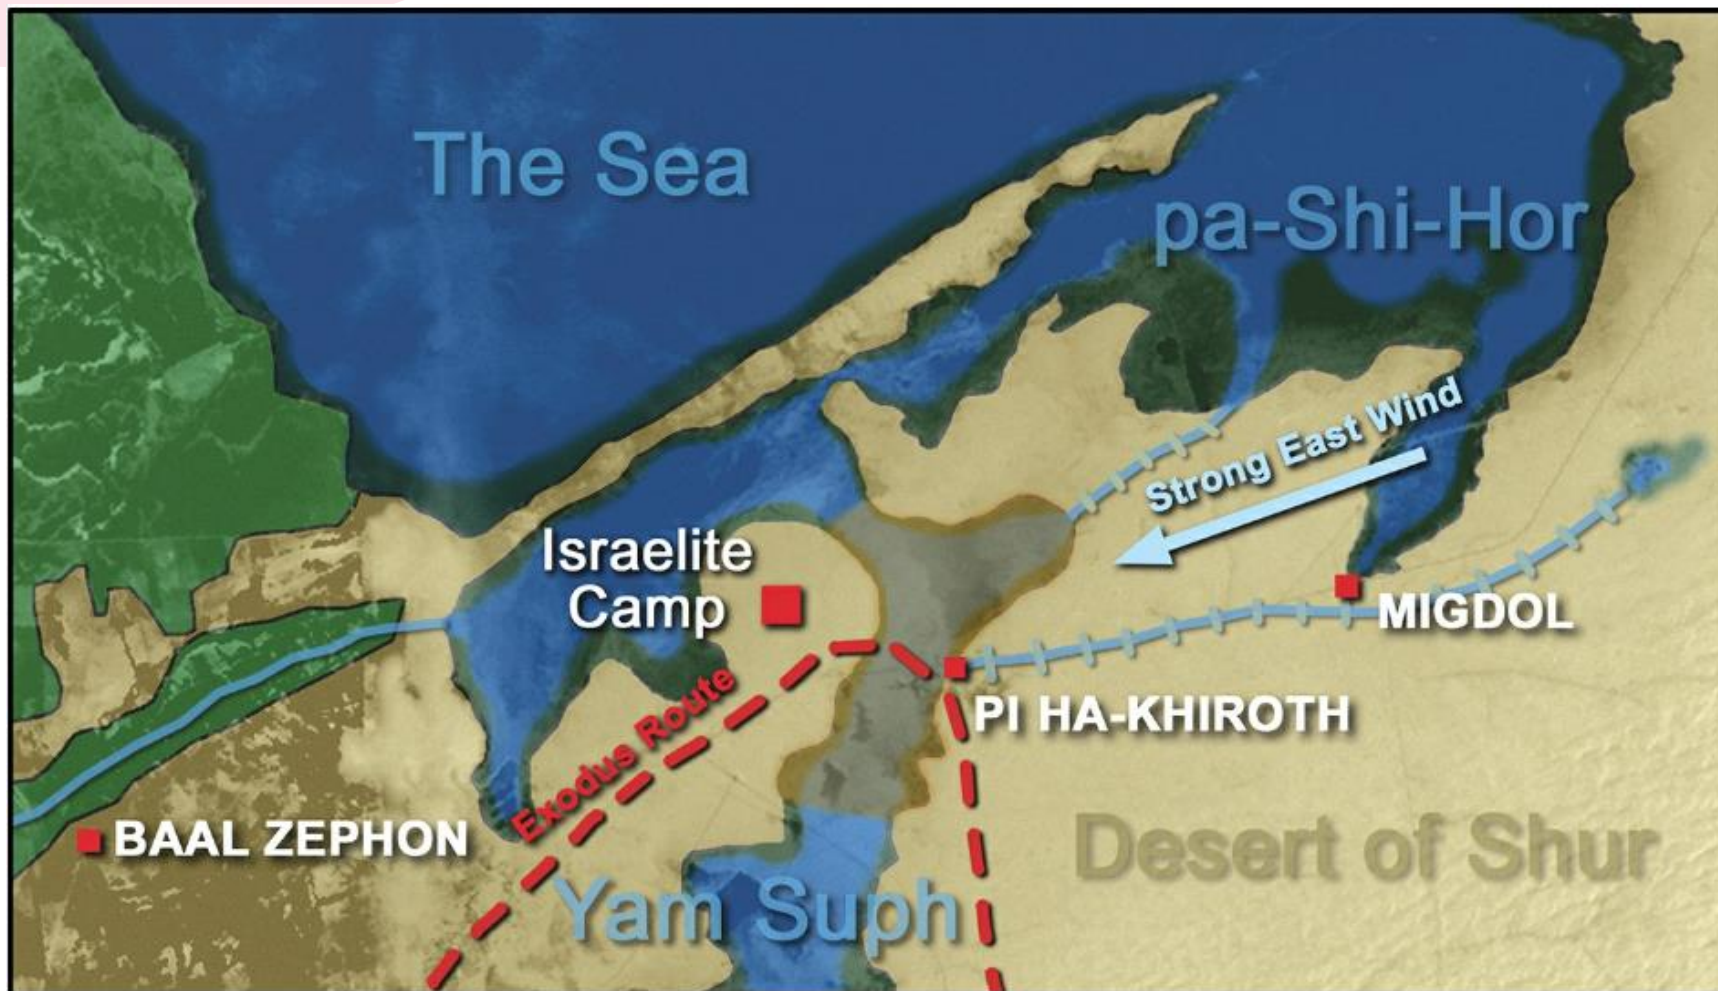 The Sea
pa-Shi-Hor
Strong East Wind
Israelite
Camp
MIGDOL
Exodus Route
PI HA-KHIROTH
BAAL ZEPHON
Desert of Shur
Yam Suph